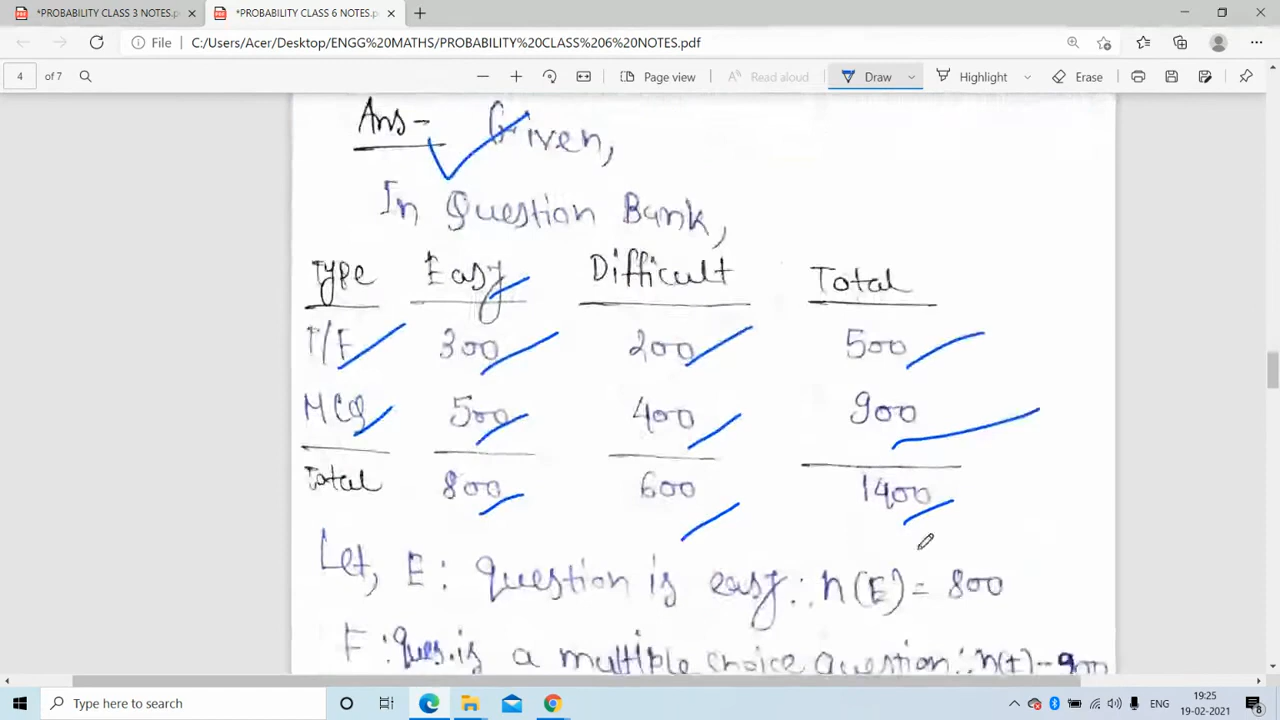 *PROBABILITY CLASS 3 NOTES.p
*PROBABILITY CLASS 6 NOTES.pdf
File C:/Users/Acer/Desktop/ENGG%20MATHS/PROBABILITY%20CLASS%206%20NOTES.pdf
4 of 7 Page view Read aloud Draw Highlight Erase
Ans- Given,
In Question Bank,
Type Easy Difficult Total
T/F 300 200 500
MCQ 500 400 900
Total 800 600 1400
Let, E: question is easy ∴ n(E) = 800
F: Ques. is a multiple choice question ∴ n(F) - 900
Type here to search
ENG 19:25
19-02-2021
8